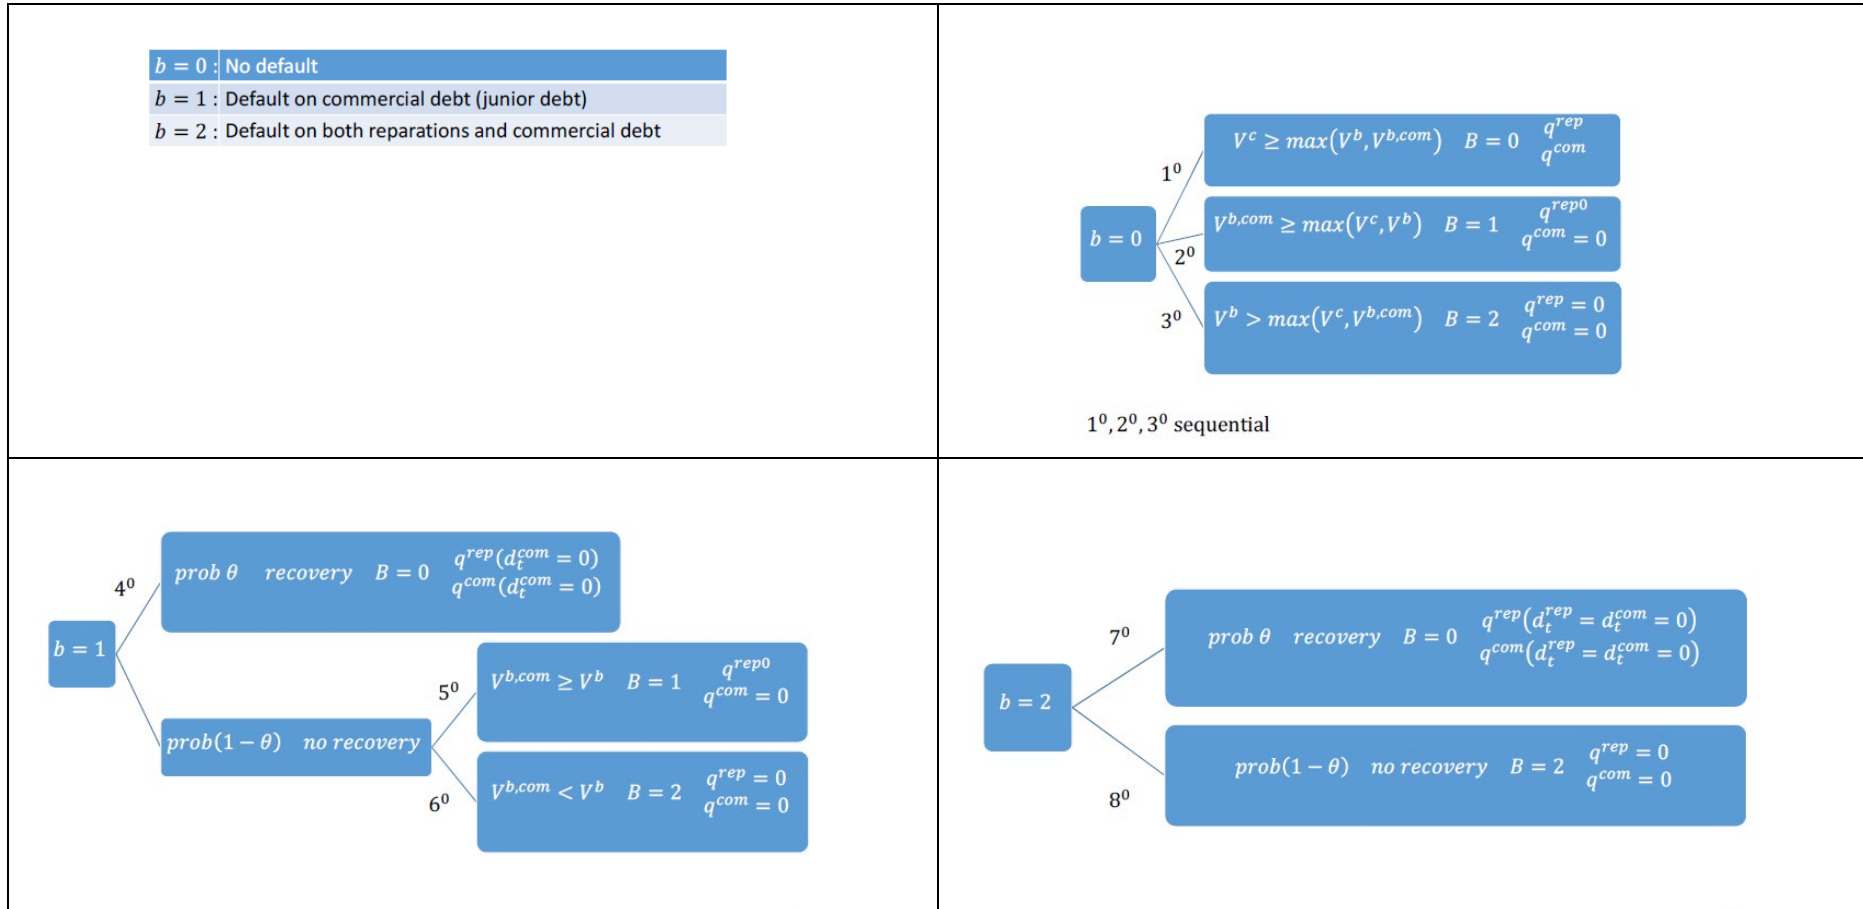 b = 0 : No default
b = 1 : Default on commercial debt (junior debt)
b = 2 : Default on both reparations and commercial debt
b = 0
1⁰
V^c ≥ max(V^b, V^{b,com}) B = 0 q^{rep}
q^{com}
2⁰
V^{b,com} ≥ max(V^c, V^b) B = 1 q^{rep0}
q^{com} = 0
3⁰
V^b > max(V^c, V^{b,com}) B = 2 q^{rep} = 0
q^{com} = 0
1⁰, 2⁰, 3⁰ sequential
b = 1
4⁰
prob θ recovery B = 0 q^{rep}(d_t^{com} = 0)
q^{com}(d_t^{com} = 0)
prob(1 − θ) no recovery
5⁰
V^{b,com} ≥ V^b B = 1 q^{rep0}
q^{com} = 0
6⁰
V^{b,com} < V^b B = 2 q^{rep} = 0
q^{com} = 0
b = 2
7⁰
prob θ recovery B = 0 q^{rep}(d_t^{rep} = d_t^{com} = 0)
q^{com}(d_t^{rep} = d_t^{com} = 0)
8⁰
prob(1 − θ) no recovery B = 2 q^{rep} = 0
q^{com} = 0